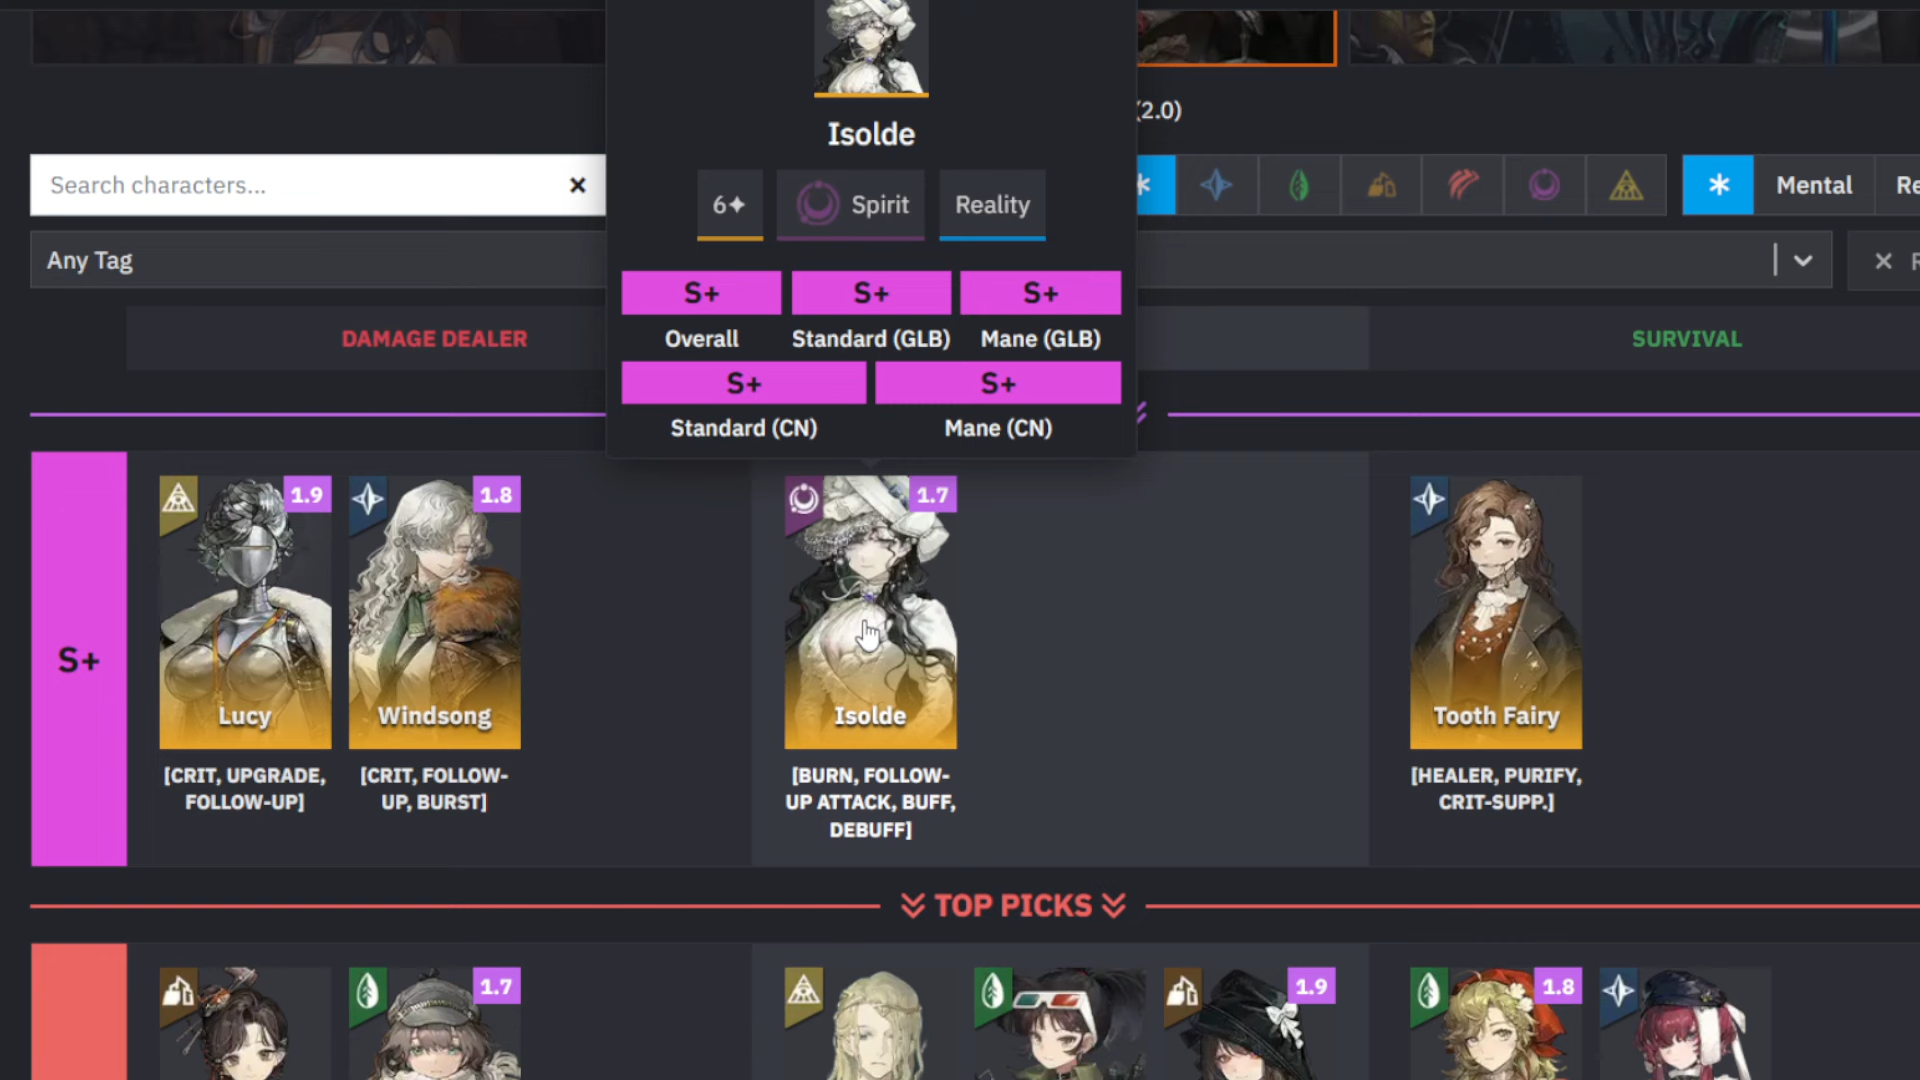 (2.0)
Isolde
Search characters...
6
Spirit
Reality
Mental
Re
Any Tag
S+
S+
S+
Overall
Standard (GLB)
Mane (GLB)
S+
S+
Standard (CN)
Mane (CN)
DAMAGE DEALER
SURVIVAL
S+
1.9
Lucy
[CRIT, UPGRADE,
FOLLOW-UP]
1.8
Windsong
[CRIT, FOLLOW-
UP, BURST]
1.7
Isolde
[BURN, FOLLOW-
UP ATTACK, BUFF,
DEBUFF]
Tooth Fairy
[HEALER, PURIFY,
CRIT-SUPP.]
TOP PICKS
1.7
1.9
1.8